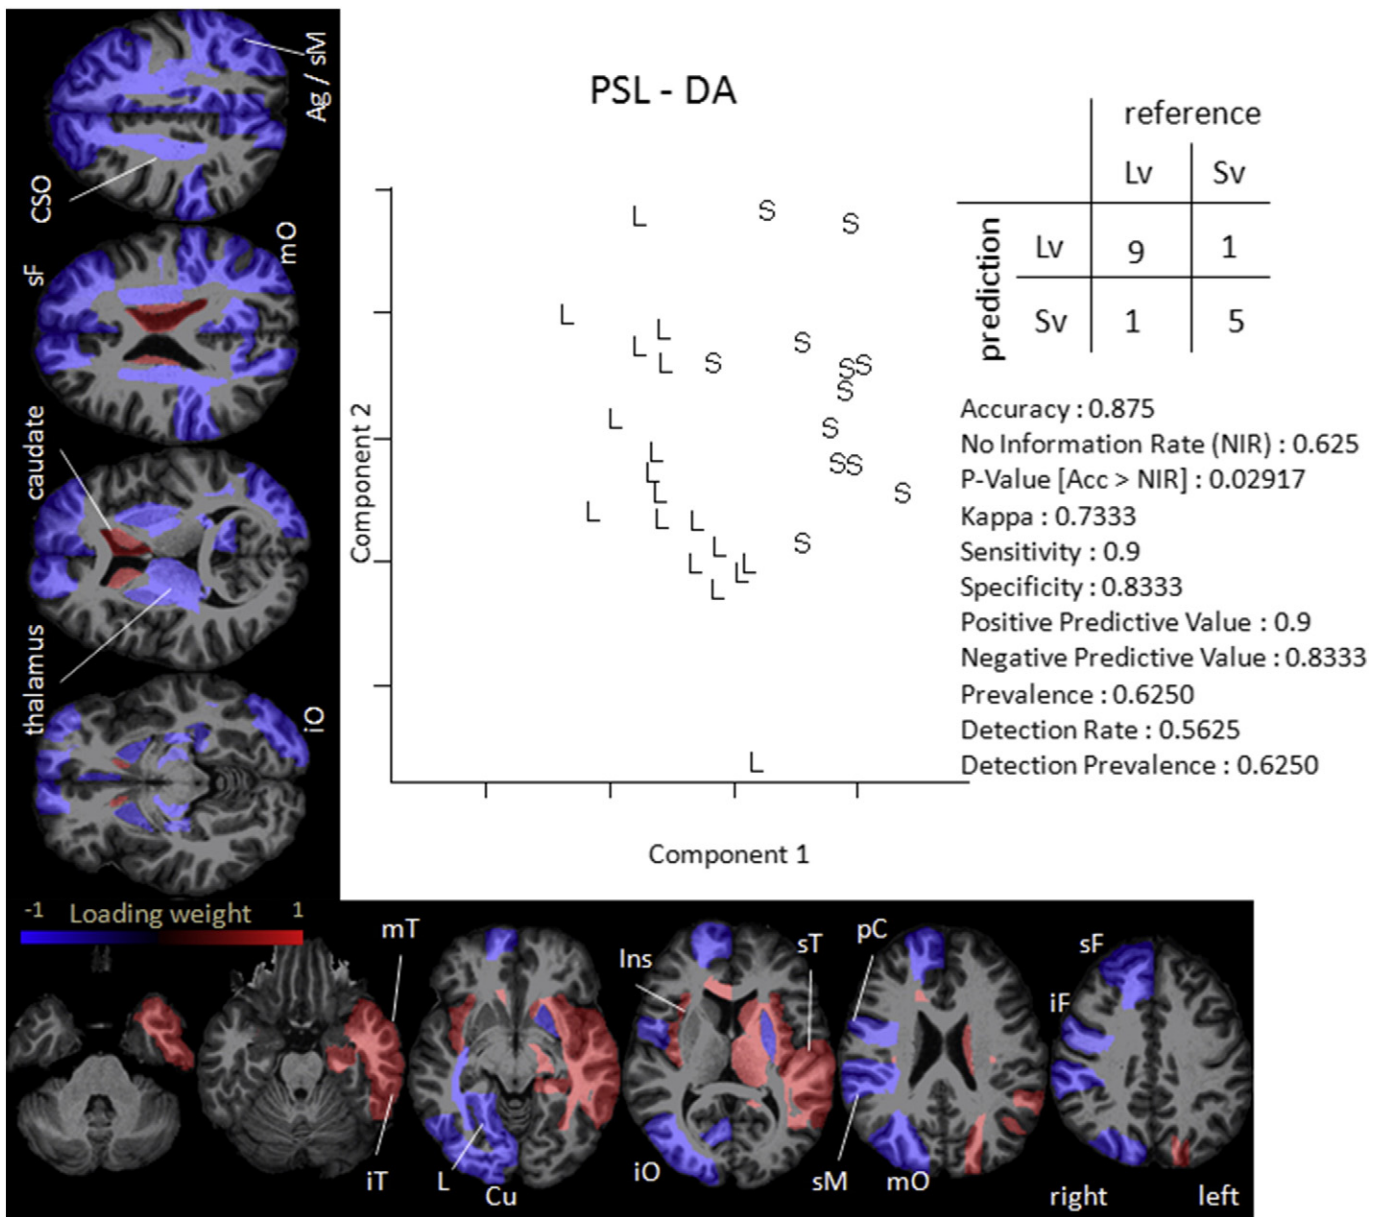 Ag / sM
CSO
mO
sF
caudate
thalamus
iO
PSL - DA
L
S
S
L
L
S
L
L
S
S
S
S
L
S
L
L
S
S
L
S
L
L
L
L
S
L
L
L
L
L
Component 2
Component 1
reference
Lv Sv
prediction
Lv 9 1
Sv 1 5
Accuracy : 0.875
No Information Rate (NIR) : 0.625
P-Value [Acc > NIR] : 0.02917
Kappa : 0.7333
Sensitivity : 0.9
Specificity : 0.8333
Positive Predictive Value : 0.9
Negative Predictive Value : 0.8333
Prevalence : 0.6250
Detection Rate : 0.5625
Detection Prevalence : 0.6250
-1 Loading weight 1
mT
iT
L
Cu
Ins
sT
iO
pC
sM
mO
sF
iF
right left